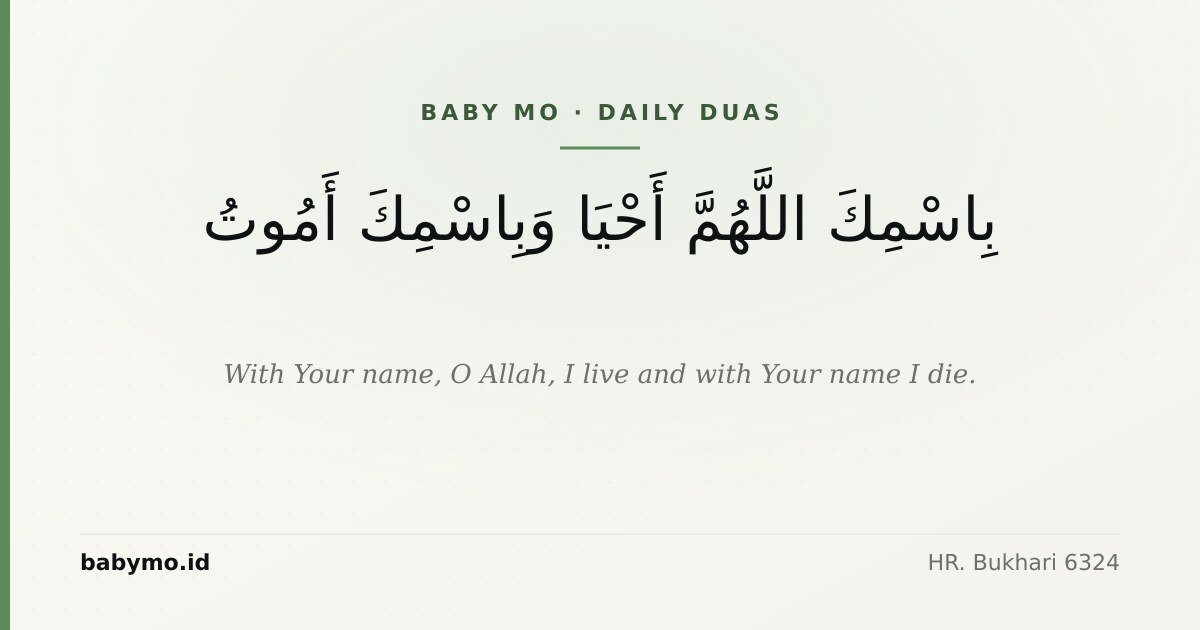 BABY MO · DAILY DUAS
بِاسْمِكَ اللَّهُمَّ أَحْيَا وَبِاسْمِكَ أَمُوتُ
With Your name, O Allah, I live and with Your name I die.
babymo.id
HR. Bukhari 6324